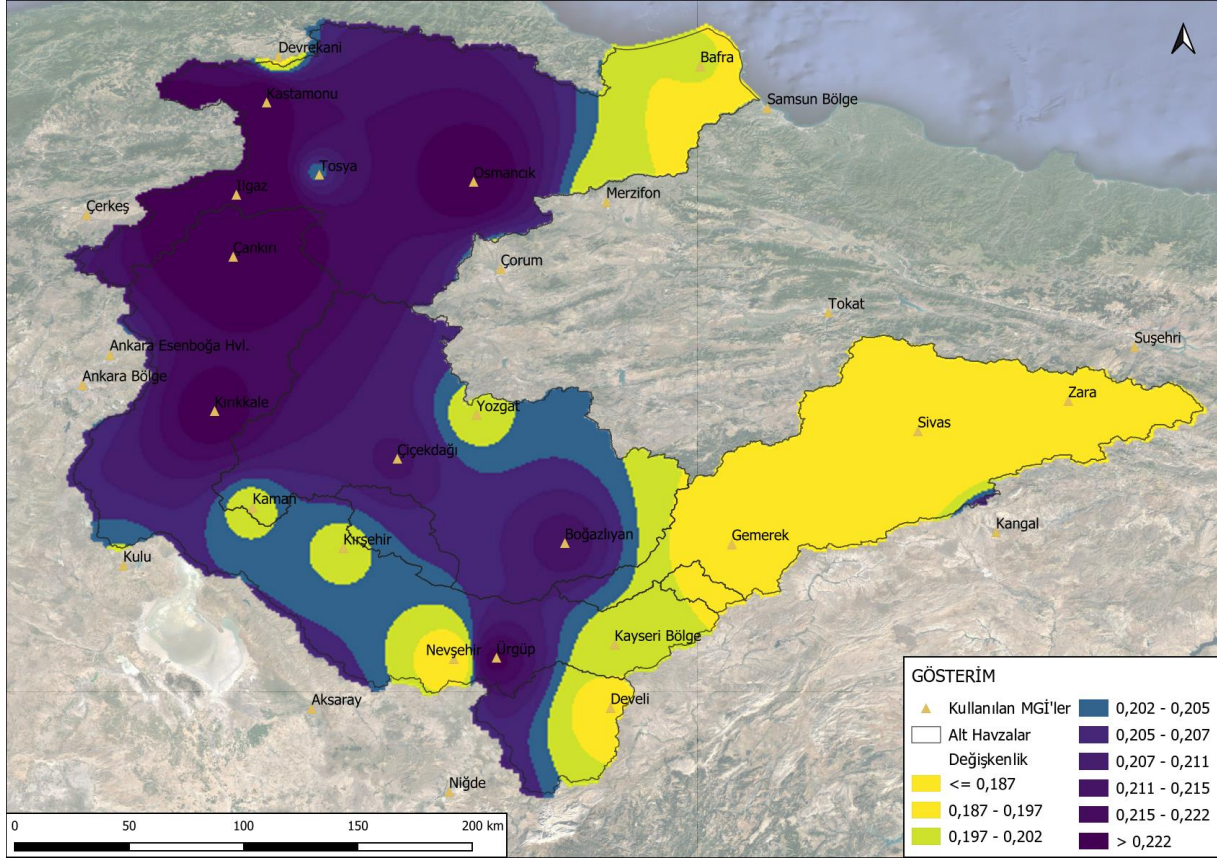 Devrekani
Bafra
Kastamonu
Samsun Bölge
Tosya
Osmancık
Ilgaz
Merzifon
Çerkeş
Çankırı
Çorum
Tokat
Suşehri
Ankara Esenboğa Hvl.
Ankara Bölge
Kırıkkale
Yozgat
Zara
Sivas
Çiçekdağı
Kaman
Boğazlıyan
Gemerek
Kangal
Kırşehir
Kulu
Kayseri Bölge
Nevşehir
Ürgüp
Aksaray
Develi
Niğde
0 50 100 150 200 km
GÖSTERİM
Kullanılan MGİ'ler
Alt Havzalar
Değişkenlik
<= 0,187
0,187 - 0,197
0,197 - 0,202
0,202 - 0,205
0,205 - 0,207
0,207 - 0,211
0,211 - 0,215
0,215 - 0,222
> 0,222